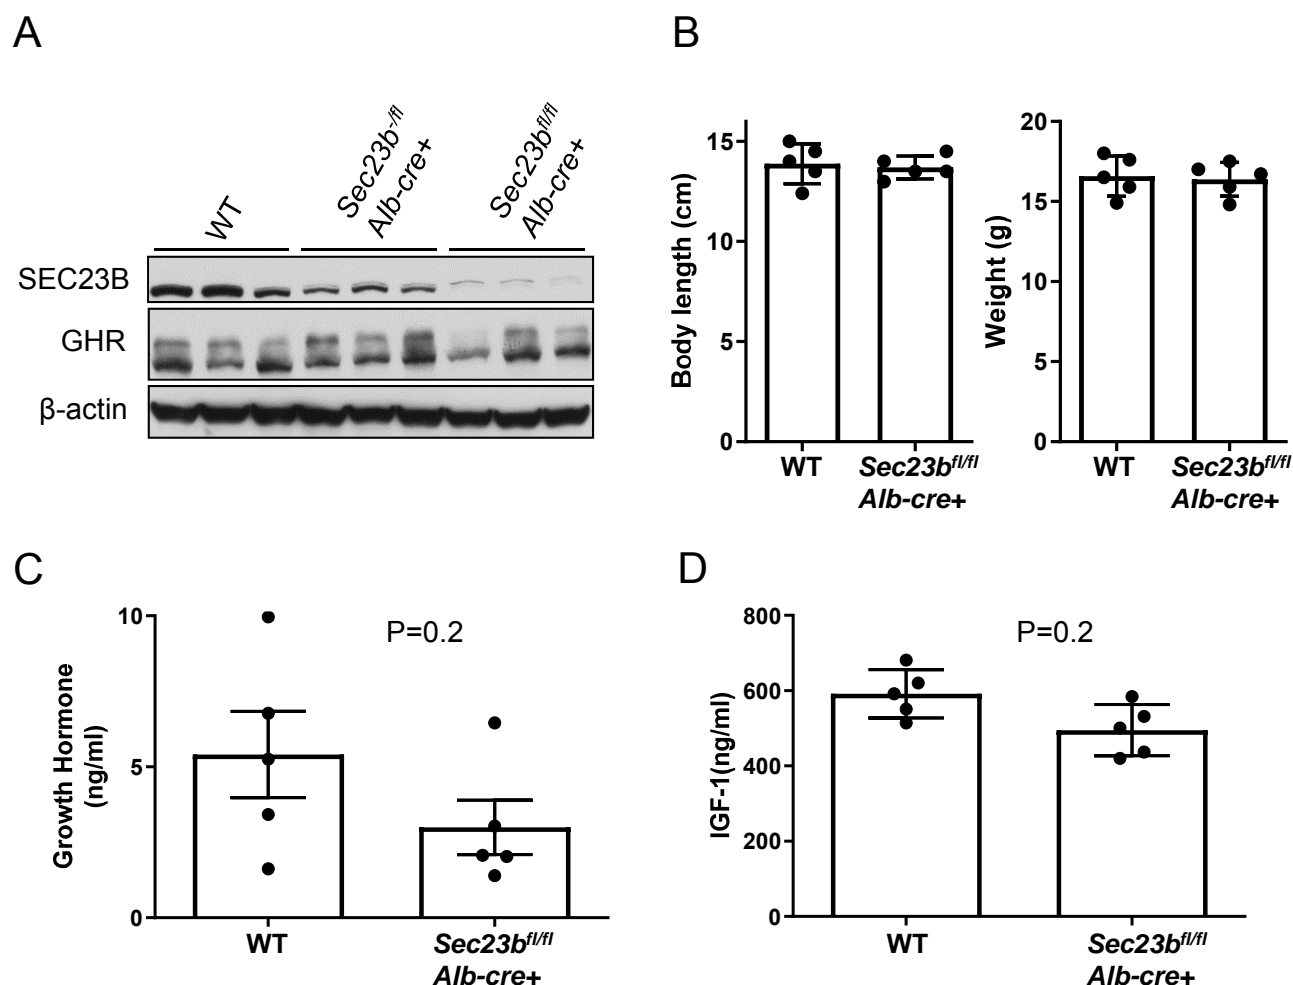 A
WT
Sec23b-/fl
Alb-cre+
Sec23bfl/fl
Alb-cre+
SEC23B
GHR
β-actin
B
Body length (cm)
15
10
5
0
WT
Sec23bfl/fl
Alb-cre+
Weight (g)
20
15
10
5
0
WT
Sec23bfl/fl
Alb-cre+
C
Growth Hormone
(ng/ml)
10
5
0
P=0.2
WT
Sec23bfl/fl
Alb-cre+
D
IGF-1(ng/ml)
800
600
400
200
0
P=0.2
WT
Sec23bfl/fl
Alb-cre+